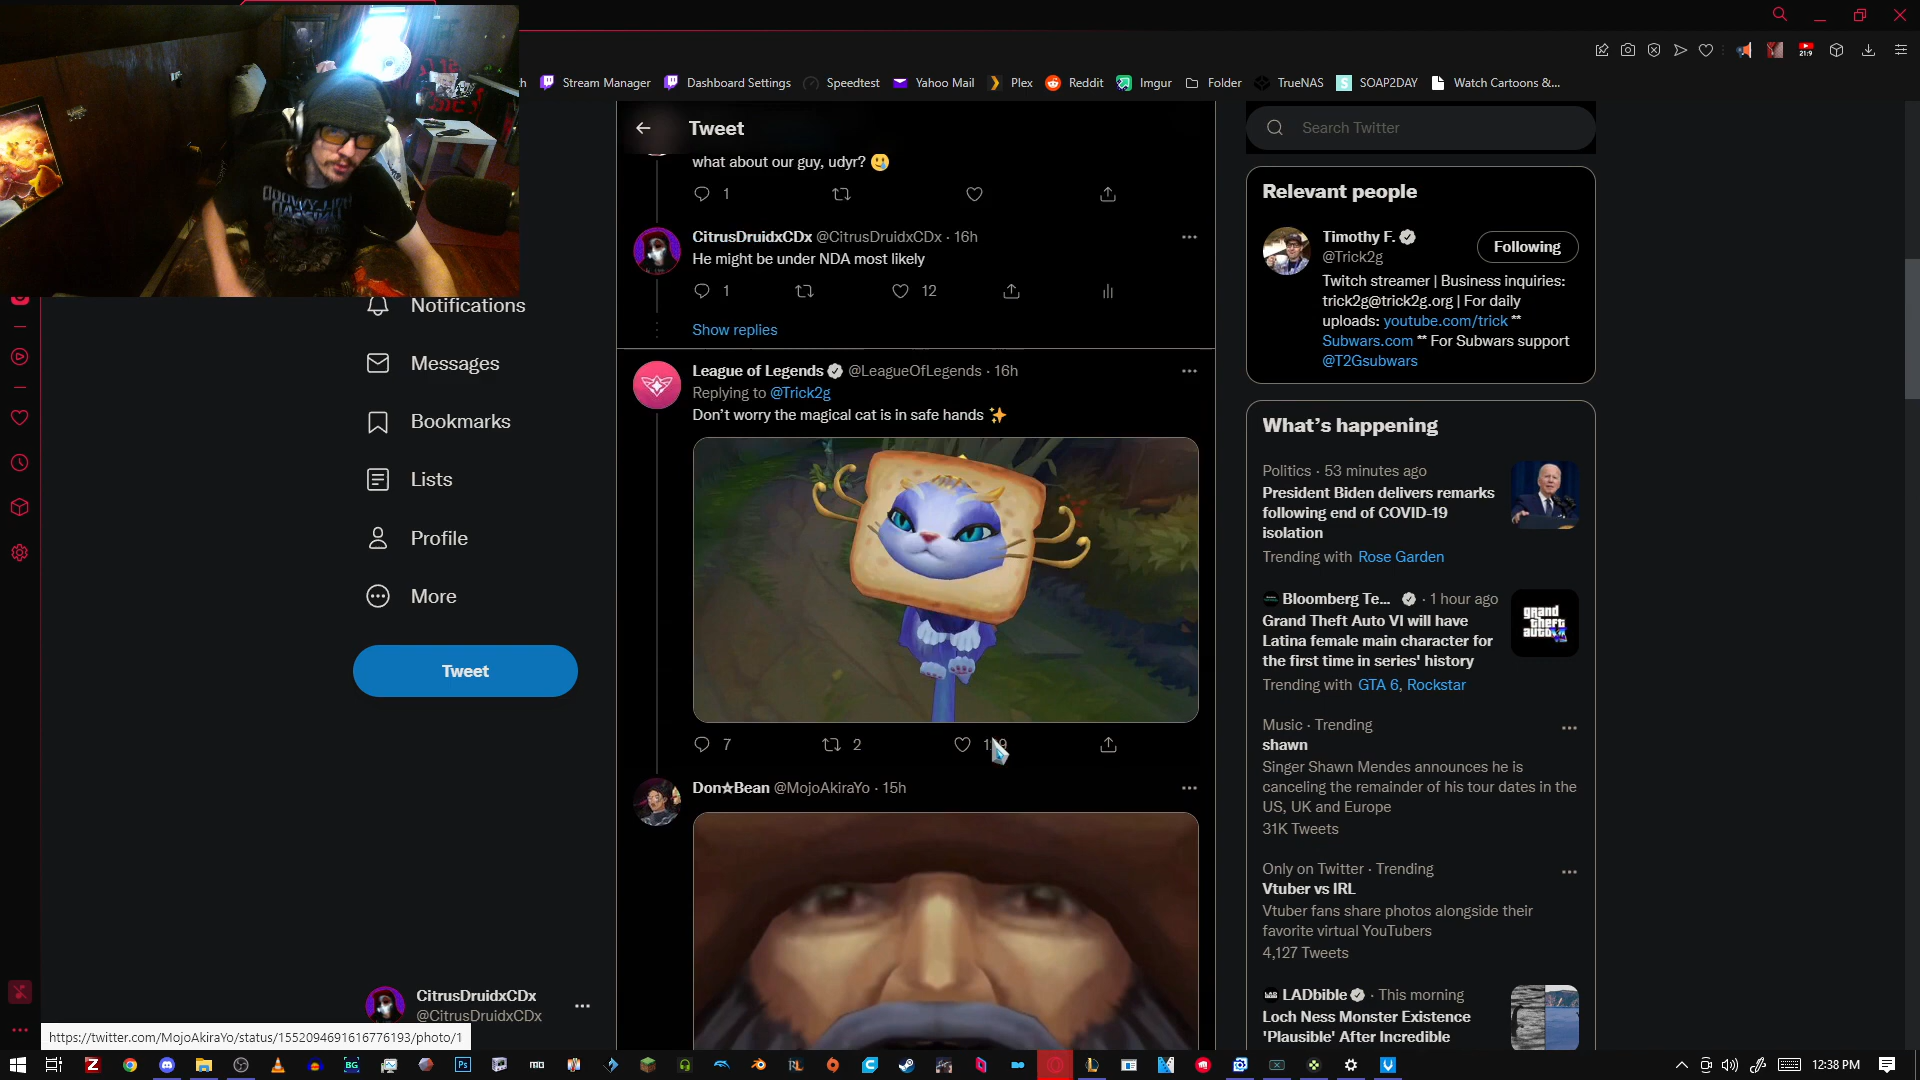 Stream Manager
Dashboard Settings
Speedtest
Yahoo Mail
Plex
Reddit
Imgur
Folder
TrueNAS
SOAP2DAY
Watch Cartoons &...
21:9
Notifications
Messages
Bookmarks
Lists
Profile
More
Tweet
CitrusDruidxCDx
@CitrusDruidxCDx
https://twitter.com/MojoAkiraYo/status/1552094691616776193/photo/1
Tweet
what about our guy, udyr? 🥲
1
CitrusDruidxCDx @CitrusDruidxCDx · 16h
He might be under NDA most likely
1 12
Show replies
League of Legends @LeagueOfLegends · 16h
Replying to @Trick2g
Don't worry the magical cat is in safe hands ✨
7 2
Don★Bean @MojoAkiraYo · 15h
Search Twitter
Relevant people
Timothy F.
@Trick2g
Following
Twitch streamer | Business inquiries:
trick2g@trick2g.org | For daily
uploads: youtube.com/trick **
Subwars.com ** For Subwars support
@T2Gsubwars
What's happening
Politics · 53 minutes ago
President Biden delivers remarks
following end of COVID-19
isolation
Trending with Rose Garden
Bloomberg Te... · 1 hour ago
Grand Theft Auto VI will have
Latina female main character for
the first time in series' history
Trending with GTA 6, Rockstar
grand
theft
auto
Music · Trending
shawn
Singer Shawn Mendes announces he is
canceling the remainder of his tour dates in the
US, UK and Europe
31K Tweets
Only on Twitter · Trending
Vtuber vs IRL
Vtuber fans share photos alongside their
favorite virtual YouTubers
4,127 Tweets
LADbible · This morning
Loch Ness Monster Existence
'Plausible' After Incredible
12:38 PM